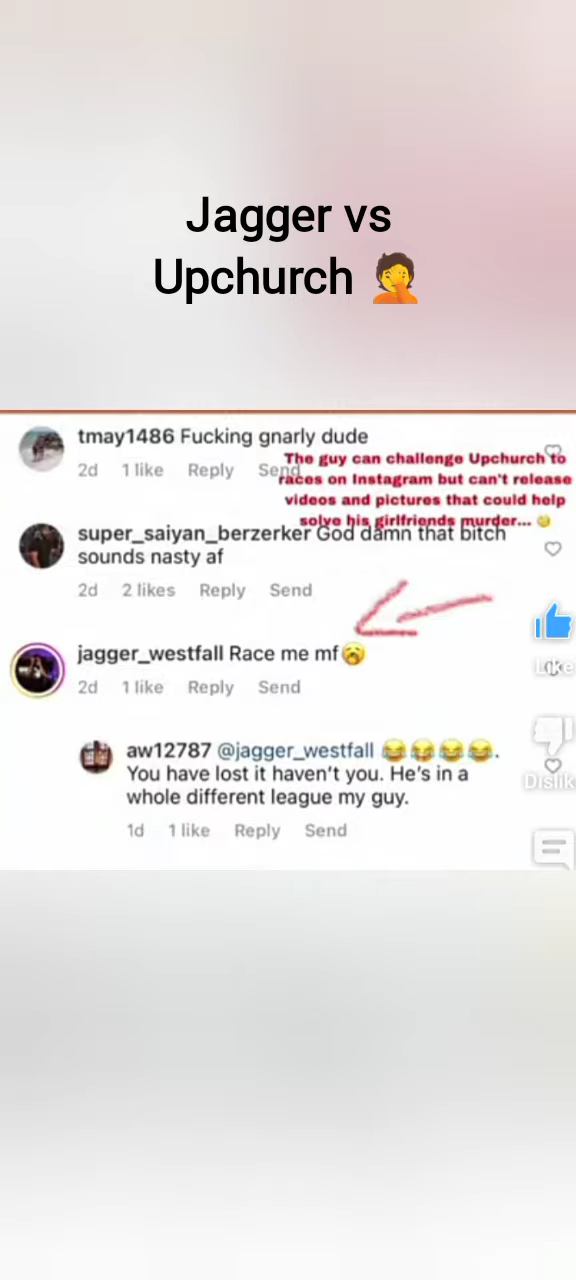 Jagger vs
Upchurch 🤦
tmay1486 Fucking gnarly dude
2d 1 like Reply Send
The guy can challenge Upchurch to
races on Instagram but can't release
videos and pictures that could help
solve his girlfriends murder... 🥲
super_saiyan_berzerker God damn that bitch
sounds nasty af
2d 2 likes Reply Send
jagger_westfall Race me mf😮‍💨
2d 1 like Reply Send
Like
aw12787 @jagger_westfall 😂😂😂😂.
You have lost it haven't you. He's in a
whole different league my guy.
Dislik
1d 1 like Reply Send